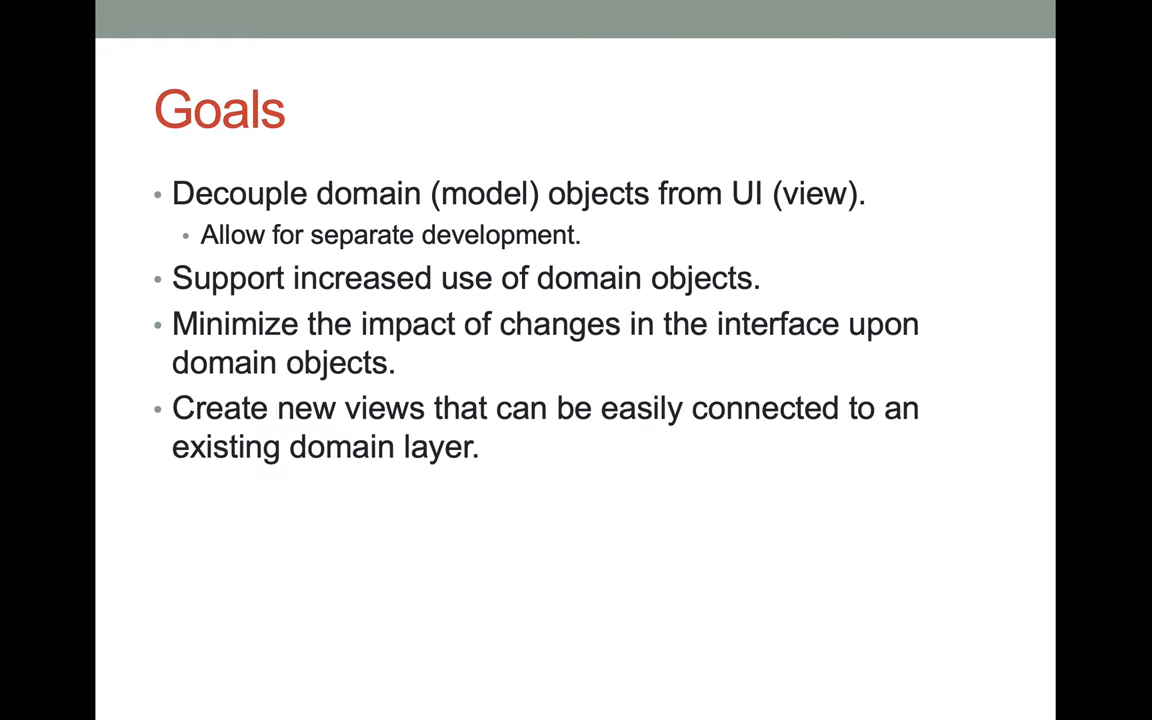 Goals
• Decouple domain (model) objects from UI (view).
• Allow for separate development.
• Support increased use of domain objects.
• Minimize the impact of changes in the interface upon
domain objects.
• Create new views that can be easily connected to an
existing domain layer.